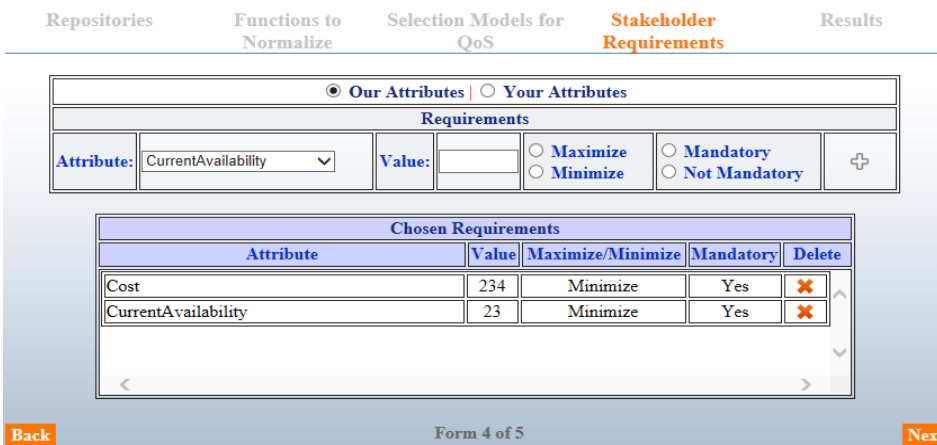 Repositories
Functions to
Normalize
Selection Models for
QoS
Stakeholder
Requirements
Results
Our Attributes | Your Attributes
Requirements
Attribute: CurrentAvailability Value: Maximize Minimize Mandatory Not Mandatory
Chosen Requirements
Attribute Value Maximize/Minimize Mandatory Delete
Cost 234 Minimize Yes
CurrentAvailability 23 Minimize Yes
Back Form 4 of 5 Nex